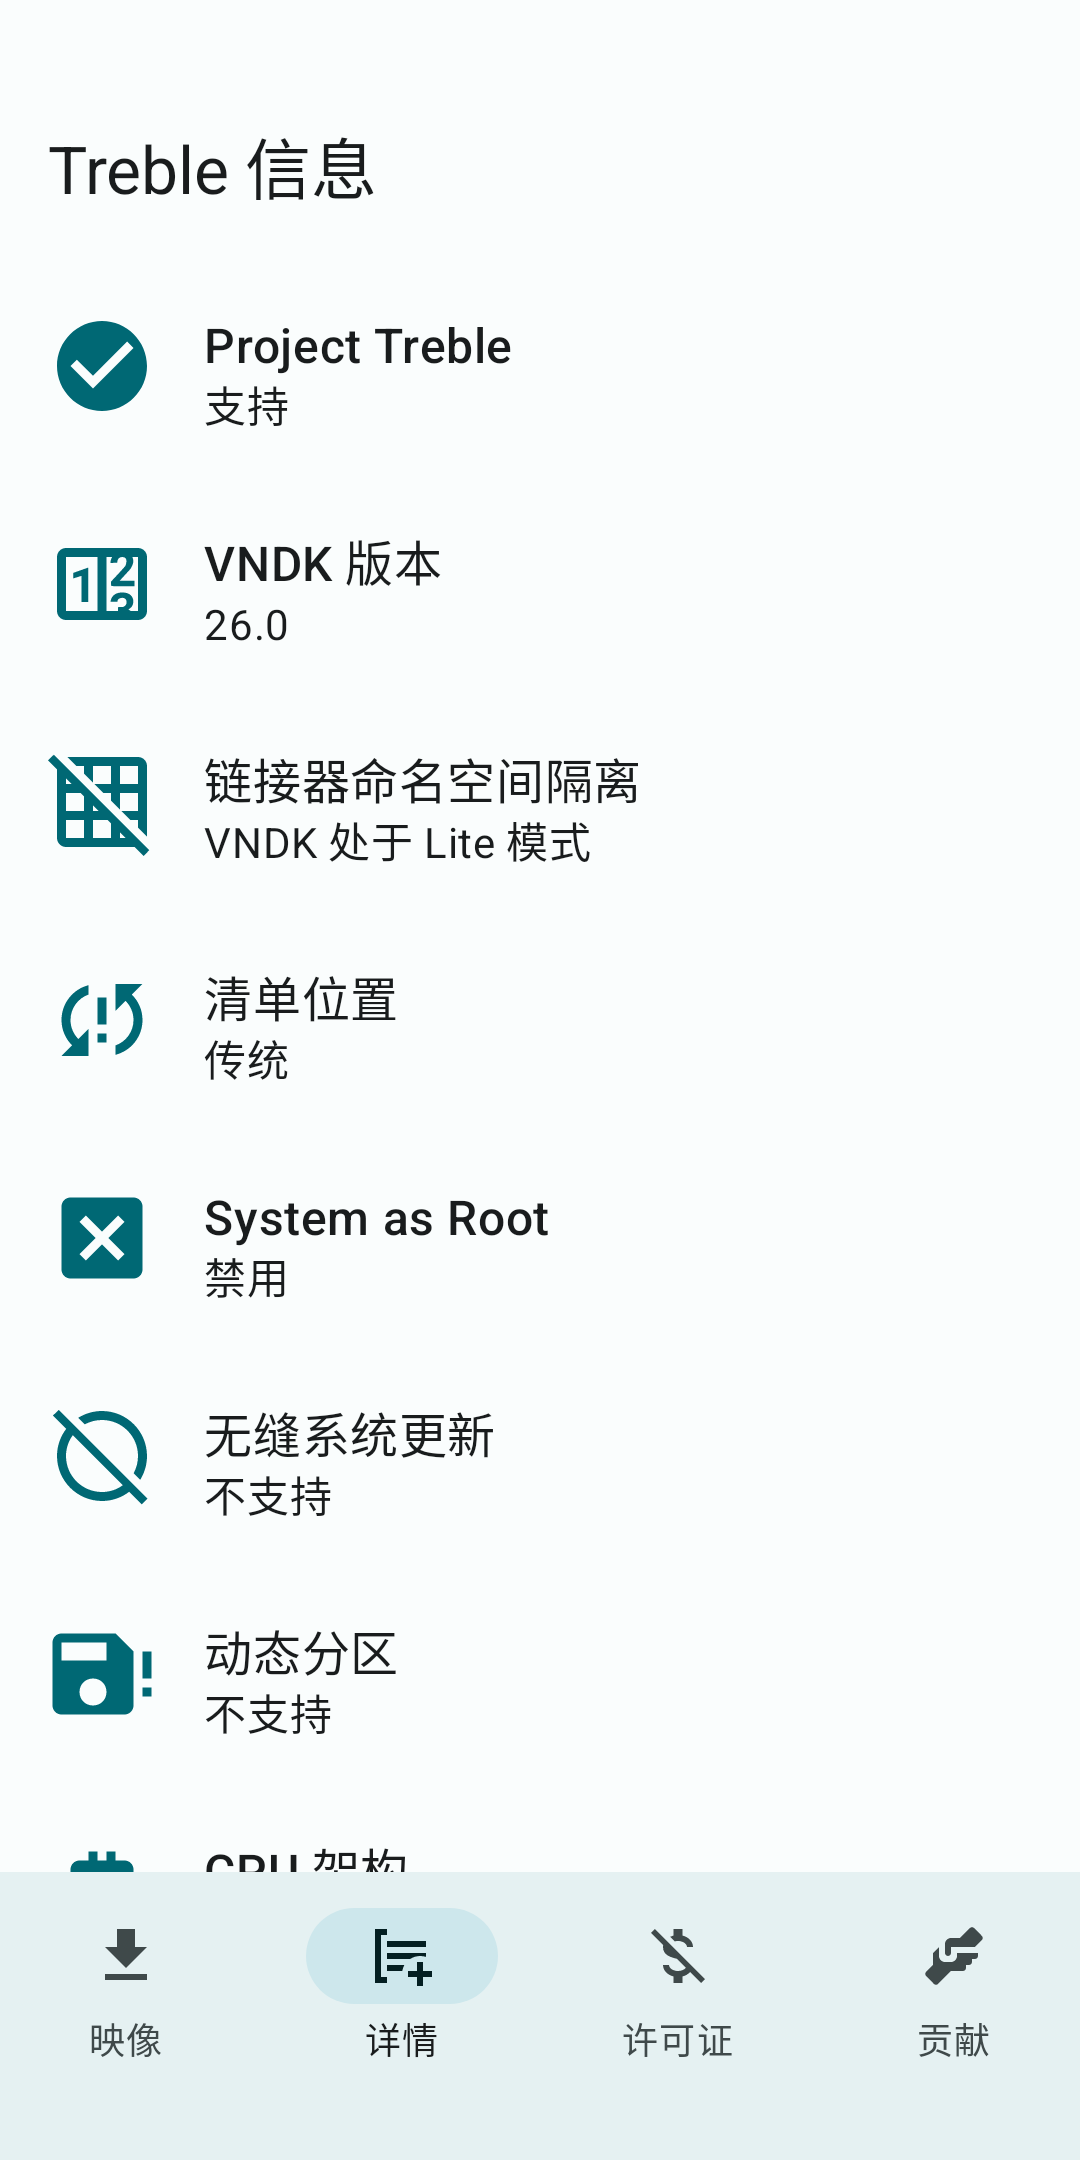 Treble 信息
Project Treble
支持
VNDK 版本
26.0
链接器命名空间隔离
VNDK 处于 Lite 模式
清单位置
传统
System as Root
禁用
无缝系统更新
不支持
动态分区
不支持
CPU 架构
映像
详情
许可证
贡献